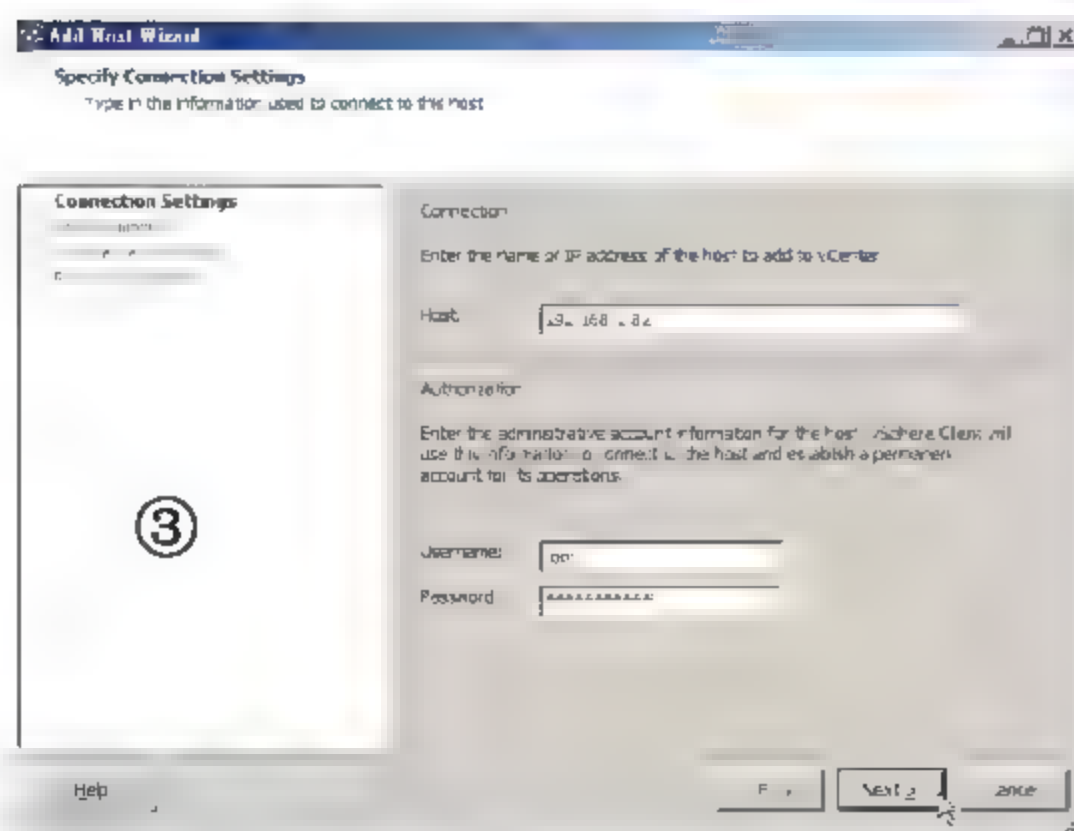 Add Host Wizard
Specify Connection Settings
Type in the information used to connect to this host
Connection Settings
Connection
Enter the name or IP address of the host to add to vCenter
Host:
Authorization
Enter the administrative account information for the host vSphere Client will
use this information to connect to the host and establish a permanent
account for its operations.
③
Username:
Password
Help
Next >
Cancel